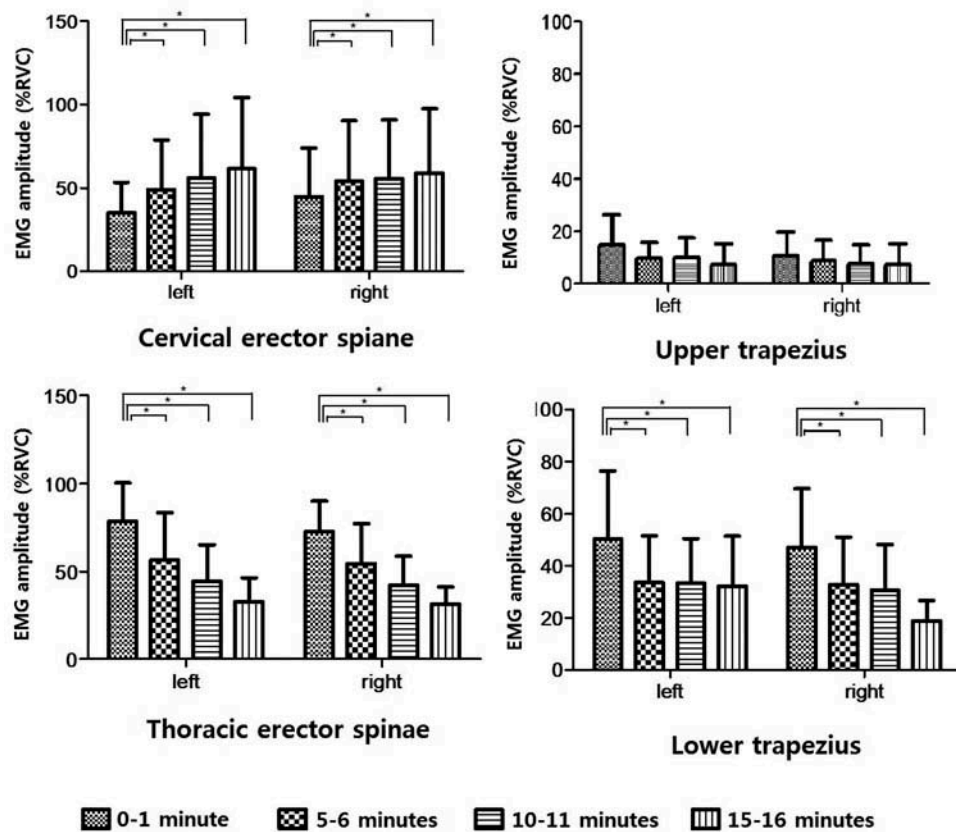 EMG amplitude (%RVC)
150
100
50
0
* * *
* * *
left right
Cervical erector spiane
EMG amplitude (%RVC)
100
80
60
40
20
0
left right
Upper trapezius
EMG amplitude (%RVC)
150
100
50
0
* * *
* * *
left right
Thoracic erector spinae
EMG amplitude (%RVC)
100
80
60
40
20
0
* * *
* * *
left right
Lower trapezius
0-1 minute 5-6 minutes 10-11 minutes 15-16 minutes